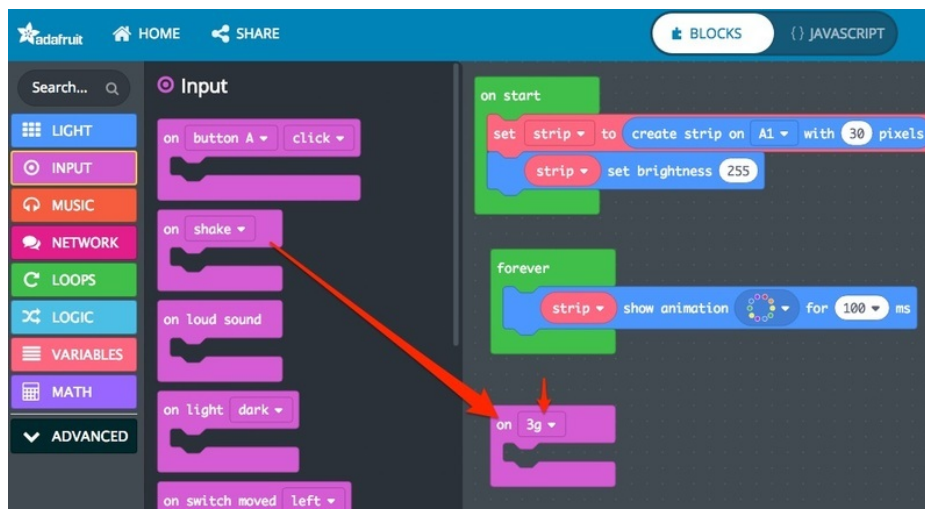 adafruit HOME SHARE BLOCKS {} JAVASCRIPT
Search...
LIGHT
INPUT
MUSIC
NETWORK
LOOPS
LOGIC
VARIABLES
MATH
ADVANCED
Input
on button A click
on shake
on loud sound
on light dark
on switch moved left
on start
set strip to create strip on A1 with 30 pixels
strip set brightness 255
forever
strip show animation for 100 ms
on 3g